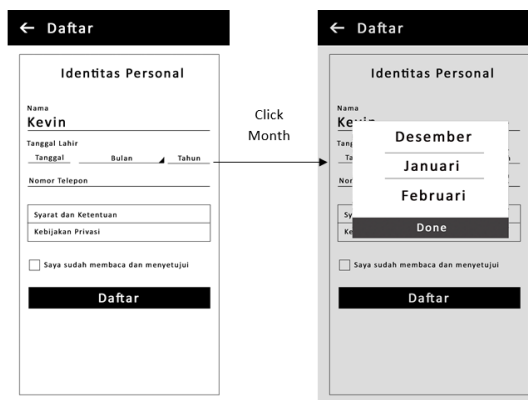 ← Daftar
Identitas Personal
Nama
Kevin
Tanggal Lahir
Tanggal Bulan Tahun
Nomor Telepon
Syarat dan Ketentuan
Kebijakan Privasi
Saya sudah membaca dan menyetujui
Daftar
Click
Month
← Daftar
Identitas Personal
Nama
Desember
Januari
Februari
Done
Saya sudah membaca dan menyetujui
Daftar